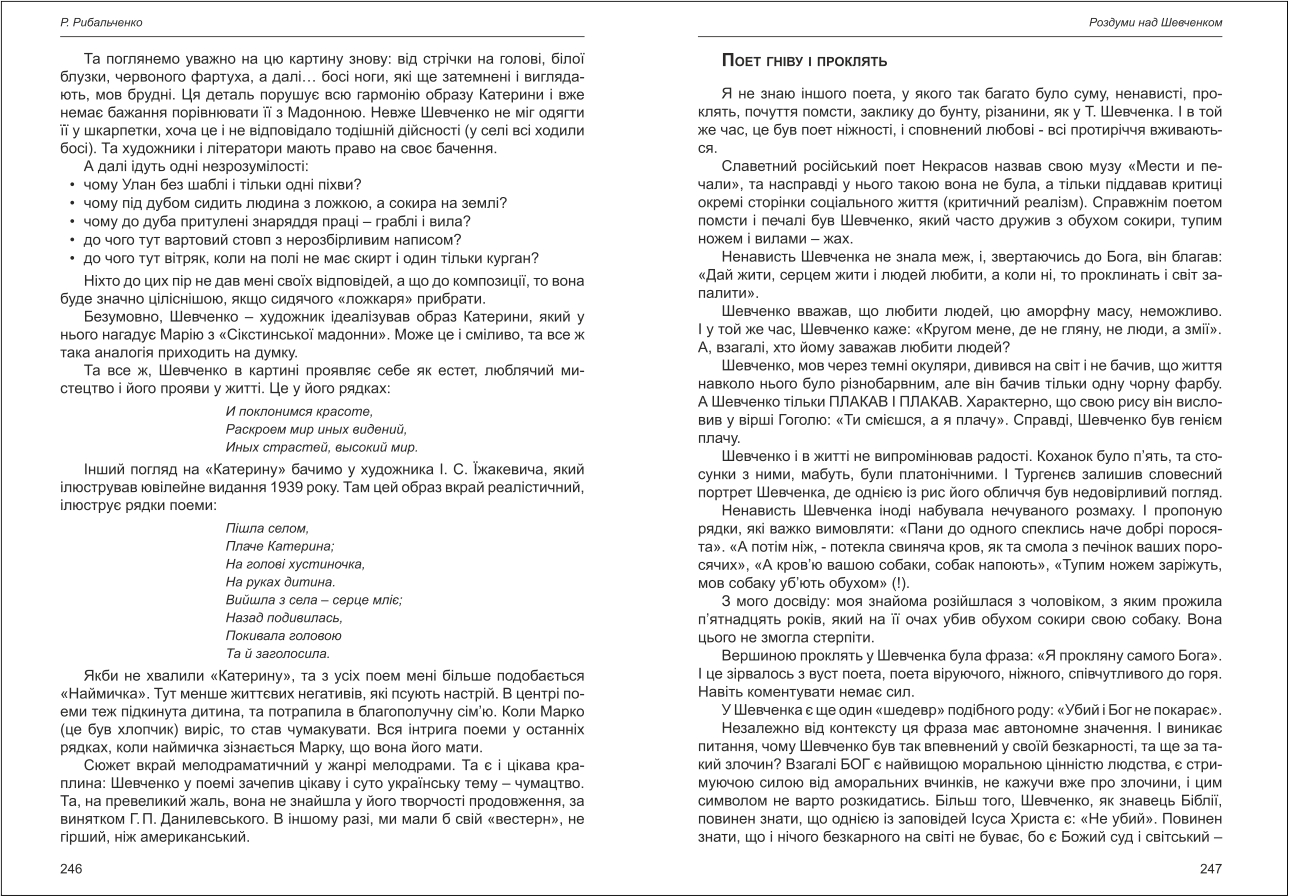 Р. Рибальченко
Та поглянемо уважно на цю картину знову: від стрічки на голові, білої
блузки, червоного фартуха, а далі… босі ноги, які ще затемнені і вигляда-
ють, мов брудні. Ця деталь порушує всю гармонію образу Катерини і вже
немає бажання порівнювати її з Мадонною. Невже Шевченко не міг одягти
її у шкарпетки, хоча це і не відповідало тодішній дійсності (у селі всі ходили
босі). Та художники і літератори мають право на своє бачення.
А далі ідуть одні незрозумілості:
• чому Улан без шаблі і тільки одні піхви?
• чому під дубом сидить людина з ложкою, а сокира на землі?
• чому до дуба притулені знаряддя праці – граблі і вила?
• до чого тут вартовий стовп з нерозбірливим написом?
• до чого тут вітряк, коли на полі не має скирт і один тільки курган?
Ніхто до цих пір не дав мені своїх відповідей, а що до композиції, то вона
буде значно ціліснішою, якщо сидячого «ложкаря» прибрати.
Безумовно, Шевченко – художник ідеалізував образ Катерини, який у
нього нагадує Марію з «Сікстинської мадонни». Може це і сміливо, та все ж
така аналогія приходить на думку.
Та все ж, Шевченко в картині проявляє себе як естет, люблячий ми-
стецтво і його прояви у житті. Це у його рядках:
И поклонимся красоте,
Раскроем мир иных видений,
Иных страстей, высокий мир.
Інший погляд на «Катерину» бачимо у художника І. С. Їжакевича, який
ілюстрував ювілейне видання 1939 року. Там цей образ вкрай реалістичний,
ілюструє рядки поеми:
Пішла селом,
Плаче Катерина;
На голові хустиночка,
На руках дитина.
Вийшла з села – серце мліє;
Назад подивилась,
Покивала головою
Та й заголосила.
Якби не хвалили «Катерину», та з усіх поем мені більше подобається
«Наймичка». Тут менше життєвих негативів, які псують настрій. В центрі по-
еми теж підкинута дитина, та потрапила в благополучну сім’ю. Коли Марко
(це був хлопчик) виріс, то став чумакувати. Вся інтрига поеми у останніх
рядках, коли наймичка зізнається Марку, що вона його мати.
Сюжет вкрай мелодраматичний у жанрі мелодрами. Та є і цікава кра-
плина: Шевченко у поемі зачепив цікаву і суто українську тему – чумацтво.
Та, на превеликий жаль, вона не знайшла у його творчості продовження, за
винятком Г. П. Данилевського. В іншому разі, ми мали б свій «вестерн», не
гірший, ніж американський.
246
Роздуми над Шевченком
Поет гніву і проклять
Я не знаю іншого поета, у якого так багато було суму, ненависті, про-
клять, почуття помсти, заклику до бунту, різанини, як у Т. Шевченка. І в той
же час, це був поет ніжності, і сповнений любові - всі протиріччя вживають-
ся.
Славетний російський поет Некрасов назвав свою музу «Мести и пе-
чали», та насправді у нього такою вона не була, а тільки піддавав критиці
окремі сторінки соціального життя (критичний реалізм). Справжнім поетом
помсти і печалі був Шевченко, який часто дружив з обухом сокири, тупим
ножем і вилами – жах.
Ненависть Шевченка не знала меж, і, звертаючись до Бога, він благав:
«Дай жити, серцем жити і людей любити, а коли ні, то проклинать і світ за-
палити».
Шевченко вважав, що любити людей, цю аморфну масу, неможливо.
І у той же час, Шевченко каже: «Кругом мене, де не гляну, не люди, а змії».
А, взагалі, хто йому заважав любити людей?
Шевченко, мов через темні окуляри, дивився на світ і не бачив, що життя
навколо нього було різнобарвним, але він бачив тільки одну чорну фарбу.
А Шевченко тільки ПЛАКАВ І ПЛАКАВ. Характерно, що свою рису він висло-
вив у вірші Гоголю: «Ти смієшся, а я плачу». Справді, Шевченко був генієм
плачу.
Шевченко і в житті не випромінював радості. Коханок було п’ять, та сто-
сунки з ними, мабуть, були платонічними. І Тургенєв залишив словесний
портрет Шевченка, де однією із рис його обличчя був недовірливий погляд.
Ненависть Шевченка іноді набувала нечуваного розмаху. І пропоную
рядки, які важко вимовляти: «Пани до одного спеклись наче добрі порося-
та». «А потім ніж, - потекла свиняча кров, як та смола з печінок ваших поро-
сячих», «А кров’ю вашою собаки, собак напоють», «Тупим ножем заріжуть,
мов собаку уб’ють обухом» (!).
З мого досвіду: моя знайома розійшлася з чоловіком, з яким прожила
п’ятнадцять років, який на її очах убив обухом сокири свою собаку. Вона
цього не змогла стерпіти.
Вершиною проклять у Шевченка була фраза: «Я прокляну самого Бога».
І це зірвалось з вуст поета, поета віруючого, ніжного, співчутливого до горя.
Навіть коментувати немає сил.
У Шевченка є ще один «шедевр» подібного роду: «Убий і Бог не покарає».
Незалежно від контексту ця фраза має автономне значення. І виникає
питання, чому Шевченко був так впевнений у своїй безкарності, та ще за та-
кий злочин? Взагалі БОГ є найвищою моральною цінністю людства, є стри-
муючою силою від аморальних вчинків, не кажучи вже про злочини, і цим
символом не варто розкидатись. Більш того, Шевченко, як знавець Біблії,
повинен знати, що однією із заповідей Ісуса Христа є: «Не убий». Повинен
знати, що і нічого безкарного на світі не буває, бо є Божий суд і світський –
247